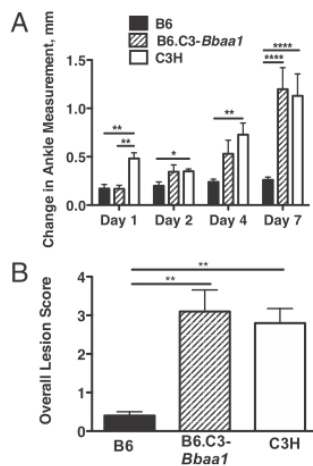 A
B6
B6.C3-Bbaa1
C3H
Change in Ankle Measurement, mm
1.5
1.0
0.5
0.0
**
**
*
**
****
****
Day 1 Day 2 Day 4 Day 7
B
Overall Lesion Score
4
3
2
1
0
**
**
B6 B6.C3- C3H
Bbaa1